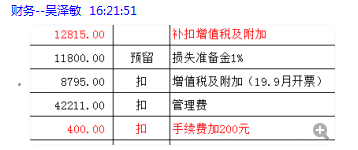 财务--吴泽敏 16:21:51
12815.00 补扣增值税及附加
11800.00 预留 损失准备金1%
8795.00 扣 增值税及附加（19.9月开票）
42211.00 扣 管理费
400.00 扣 手续费加200元